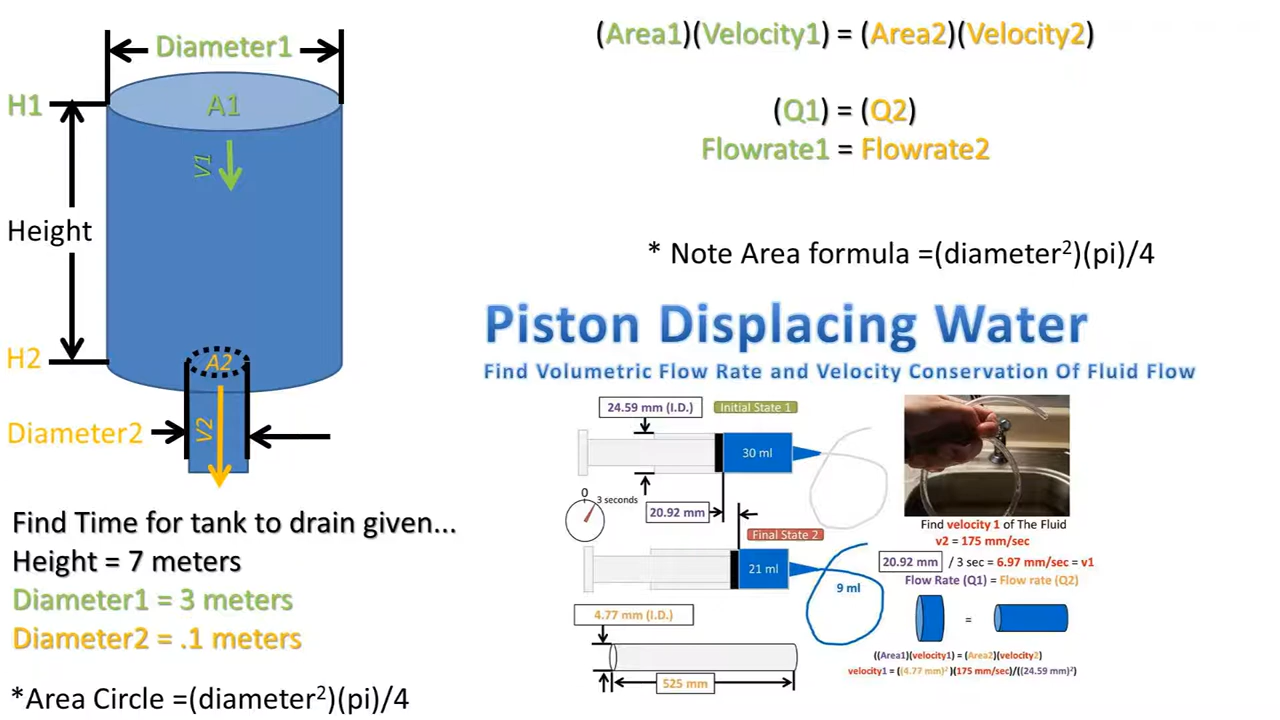 Diameter1
H1
A1
V1
Height
H2
A2
V2
Diameter2
Find Time for tank to drain given...
Height = 7 meters
Diameter1 = 3 meters
Diameter2 = .1 meters
*Area Circle =(diameter²)(pi)/4
(Area1)(Velocity1) = (Area2)(Velocity2)
(Q1) = (Q2)
Flowrate1 = Flowrate2
* Note Area formula =(diameter²)(pi)/4
Piston Displacing Water
Find Volumetric Flow Rate and Velocity Conservation Of Fluid Flow
24.59 mm (I.D.)
Initial State 1
30 ml
0
3 seconds
20.92 mm
Final State 2
21 ml
9 ml
4.77 mm (I.D.)
525 mm
Find velocity 1 of The Fluid
v2 = 175 mm/sec
20.92 mm / 3 sec = 6.97 mm/sec = v1
Flow Rate (Q1) = Flow rate (Q2)
=
((Area1)(velocity1) = (Area2)(velocity2)
velocity1 = ((4.77 mm)²)(175 mm/sec)/((24.59 mm)²)